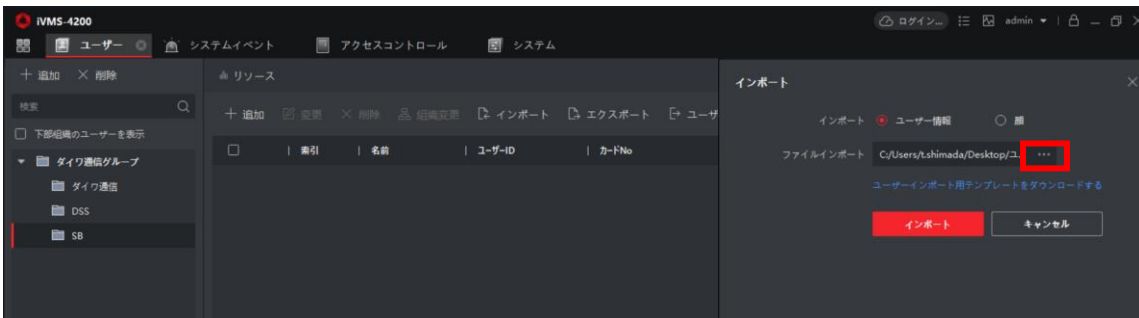 iVMS-4200
ログイン... admin
ユーザー システムイベント アクセスコントロール システム
追加 削除
検索
下部組織のユーザーを表示
ダイワ通信グループ
ダイワ通信
DSS
SB
リソース
追加 変更 削除 組織変更 インポート エクスポート ユーザ
索引 名前 ユーザーID カードNo
インポート
インポート ユーザー情報 顔
ファイルインポート C:/Users/t.shimada/Desktop/ユ. ...
ユーザーインポート用テンプレートをダウンロードする
インポート キャンセル